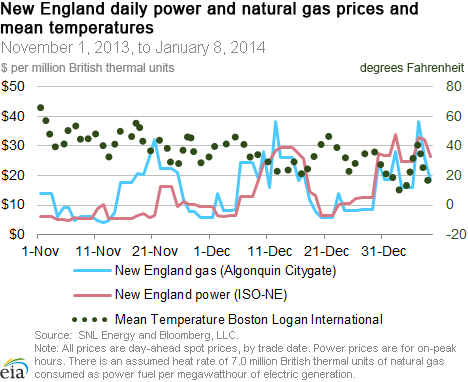 New England daily power and natural gas prices and
mean temperatures
November 1, 2013, to January 8, 2014
$ per million British thermal units degrees Fahrenheit
$50 80
$40 60
$30 40
$20 20
$10 0
$0 -20
1-Nov 11-Nov 21-Nov 1-Dec 11-Dec 21-Dec 31-Dec
New England gas (Algonquin Citygate)
New England power (ISO-NE)
Mean Temperature Boston Logan International
Source: SNL Energy and Bloomberg, LLC.
Note: All prices are day-ahead spot prices, by trade date. Power prices are for on-peak
hours. There is an assumed heat rate of 7.0 million British thermal units of natural gas
consumed as power fuel per megawatthour of electric generation.
eia